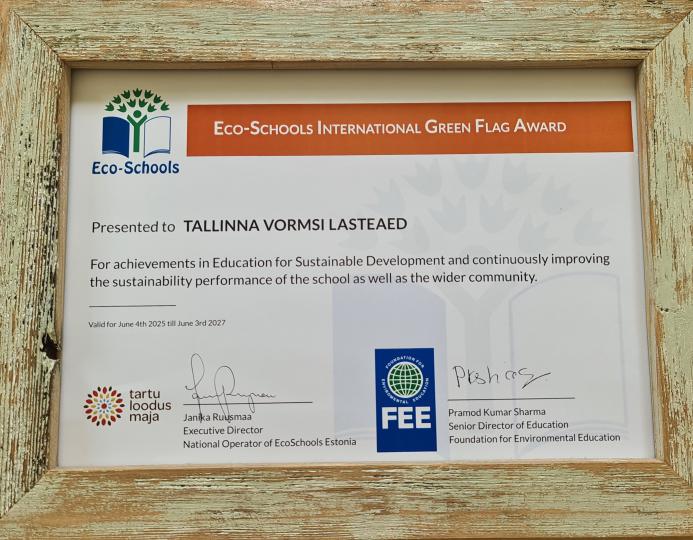 Eco-Schools International Green Flag Award
Eco-Schools
Presented to TALLINNA VORMSI LASTEAED
For achievements in Education for Sustainable Development and continuously improving
the sustainability performance of the school as well as the wider community.
Valid for June 4th 2025 till June 3rd 2027
tartu
loodus
maja
Janika Ruusmaa
Executive Director
National Operator of EcoSchools Estonia
FOUNDATION FOR
ENVIRONMENTAL EDUCATION
FEE
Pramod Kumar Sharma
Senior Director of Education
Foundation for Environmental Education